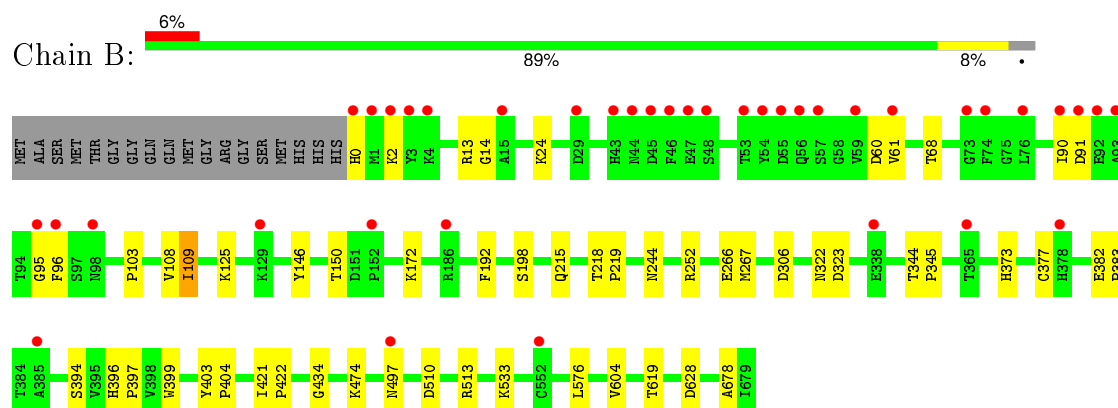 6%
Chain B:
89%
8%
•
MET ALA SER MET THR GLY GLY GLN GLN MET GLY ARG GLY SER MET HIS HIS HIS H0 M1 K2 Y3 K4 R13 G14 A15 K24 D29 H43 N44 D45 F46 E47 S48 T53 Y54 D55 Q56 S57 G58 V59 D60 V61 T68 G73 F74 G75 L76 I90 D91 E92 A93
T94 G95 F96 S97 N98 P103 V108 I109 K125 K129 Y146 T150 D151 P152 K172 R186 F192 S198 Q215 T218 P219 N244 R252 E266 M267 D306 N322 D323 E338 T344 P345 T365 H373 C377 H378 E382 P383
T384 A385 S394 V395 H396 P397 V398 W399 Y403 P404 I421 P422 G434 K474 N497 D510 R513 K533 C552 L576 V604 T619 D628 A678 I679